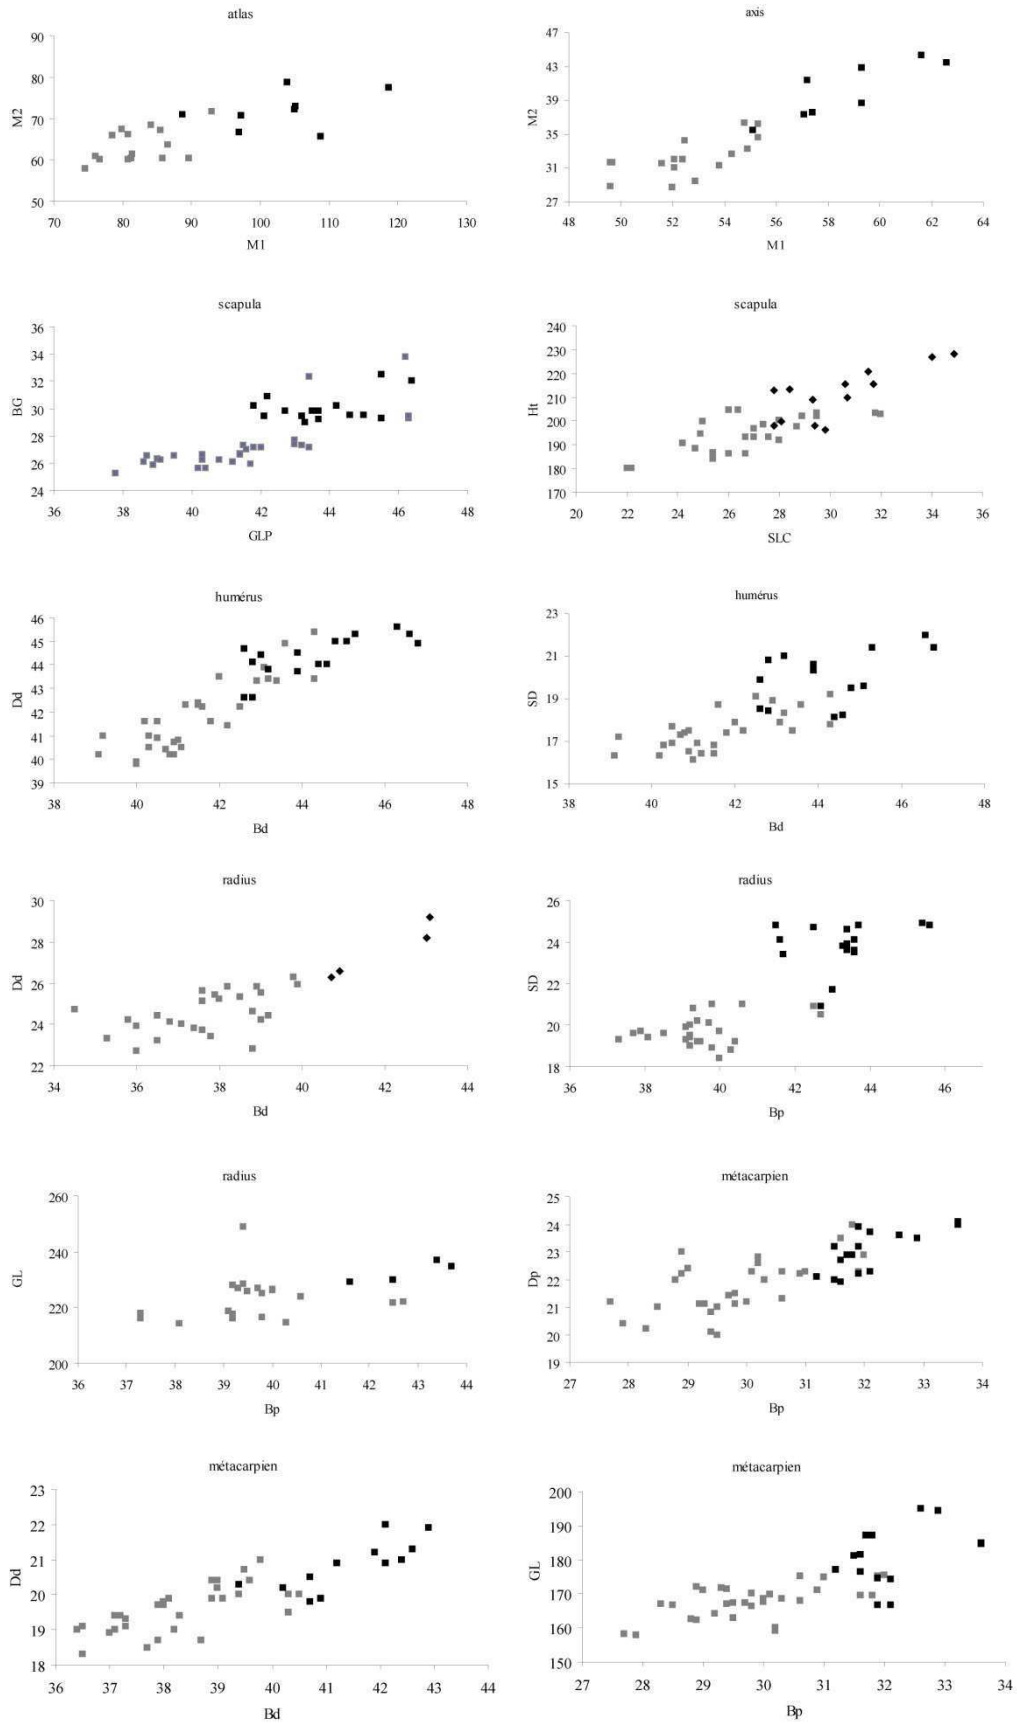 atlas
90
80
70
60
50
M2
70 80 90 100 110 120 130
M1
axis
47
43
39
35
31
27
M2
48 50 52 54 56 58 60 62 64
M1
scapula
36
34
32
30
28
26
24
BG
36 38 40 42 44 46 48
GLP
scapula
240
230
220
210
200
190
180
170
Ht
20 22 24 26 28 30 32 34 36
SLC
humérus
46
45
44
43
42
41
40
39
Dd
38 40 42 44 46 48
Bd
humérus
23
21
19
17
15
SD
38 40 42 44 46 48
Bd
radius
30
28
26
24
22
Dd
34 36 38 40 42 44
Bd
radius
26
24
22
20
18
SD
36 38 40 42 44 46
Bp
radius
260
240
220
200
GL
36 37 38 39 40 41 42 43 44
Bp
métacarpien
25
24
23
22
21
20
19
Dp
27 28 29 30 31 32 33 34
Bp
métacarpien
23
22
21
20
19
18
Dd
36 37 38 39 40 41 42 43 44
Bd
métacarpien
200
190
180
170
160
150
GL
27 28 29 30 31 32 33 34
Bp